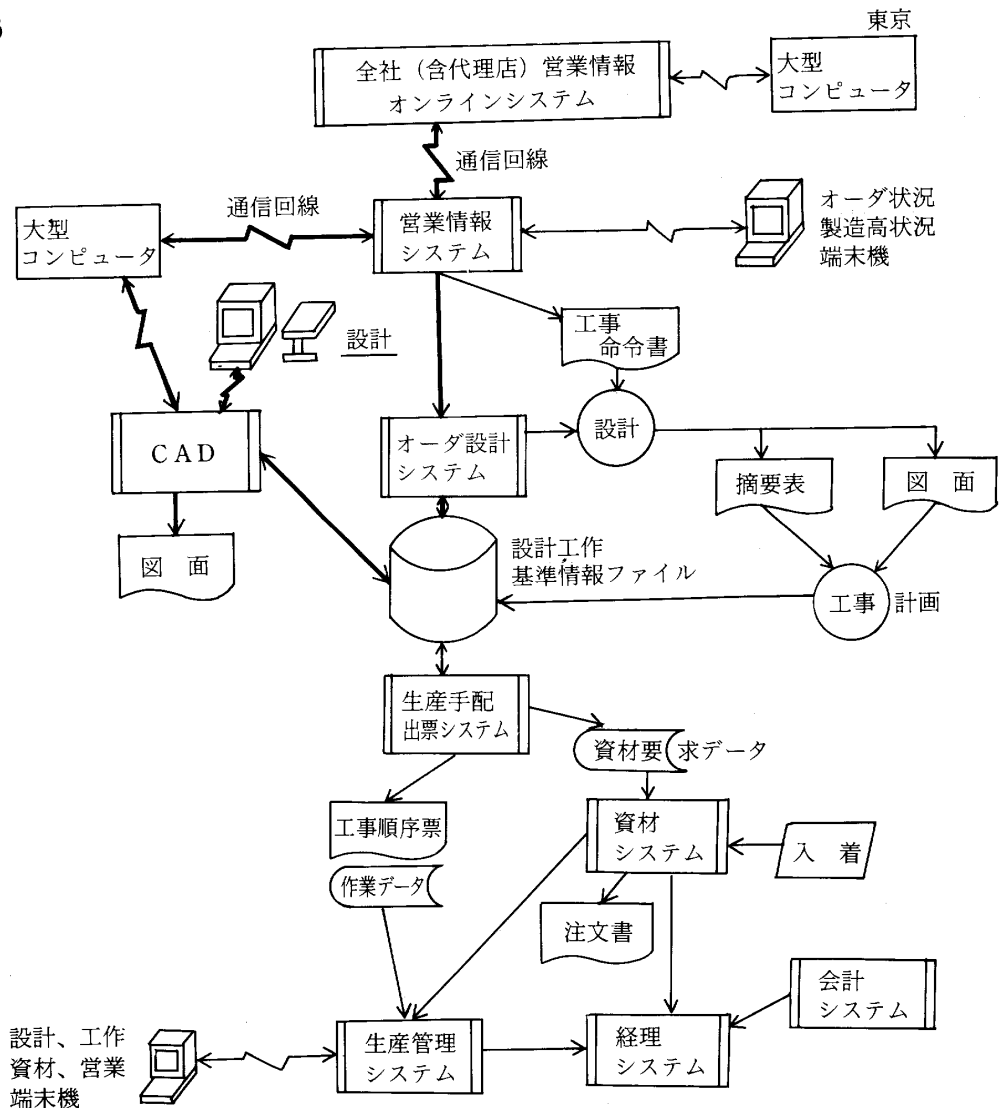 東京
全社（含代理店）営業情報
オンラインシステム
大型
コンピュータ
通信回線
通信回線
大型
コンピュータ
営業情報
システム
オーダ状況
製造高状況
端末機
設計
工事
命令書
CAD
オーダ設計
システム
設計
摘要表
図　面
図　面
設計工作
基準情報ファイル
工事
計画
生産手配
出票システム
資材要求データ
工事順序票
作業データ
資材
システム
入　着
注文書
会計
システム
設計、工作
資材、営業
端末機
生産管理
システム
経理
システム